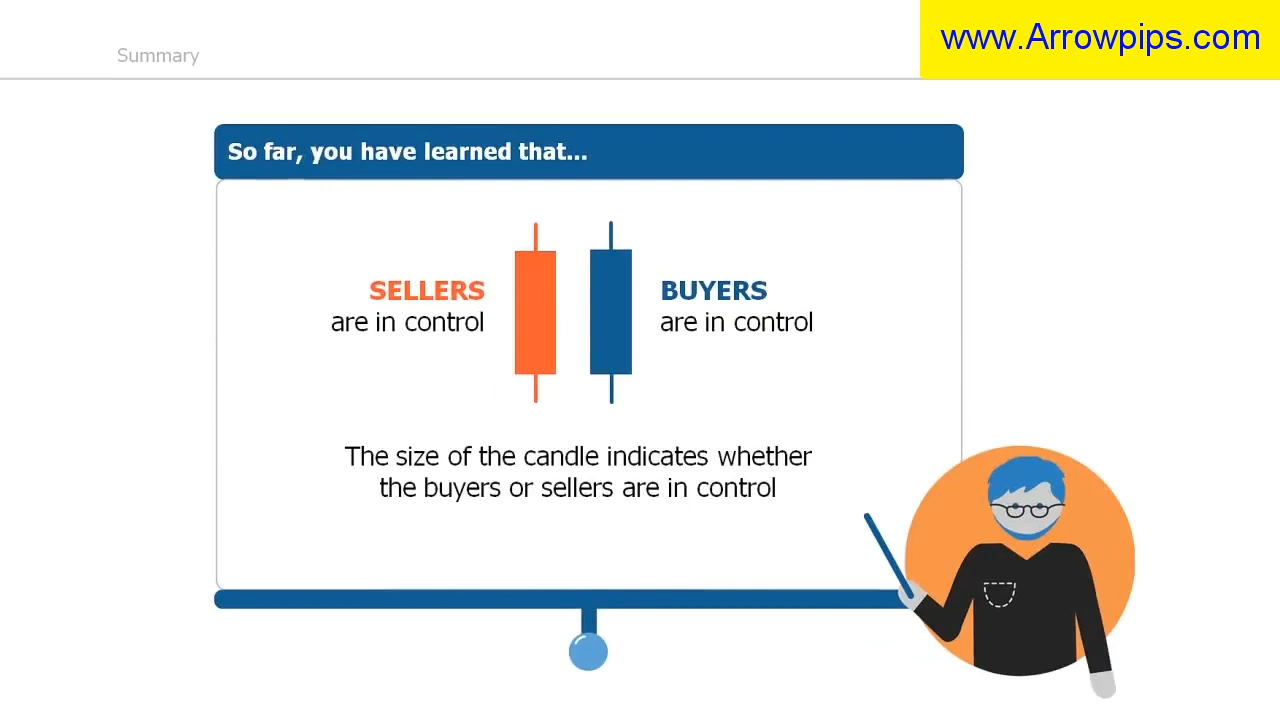 Summary
www.Arrowpips.com
So far, you have learned that...
SELLERS
are in control
BUYERS
are in control
The size of the candle indicates whether
the buyers or sellers are in control